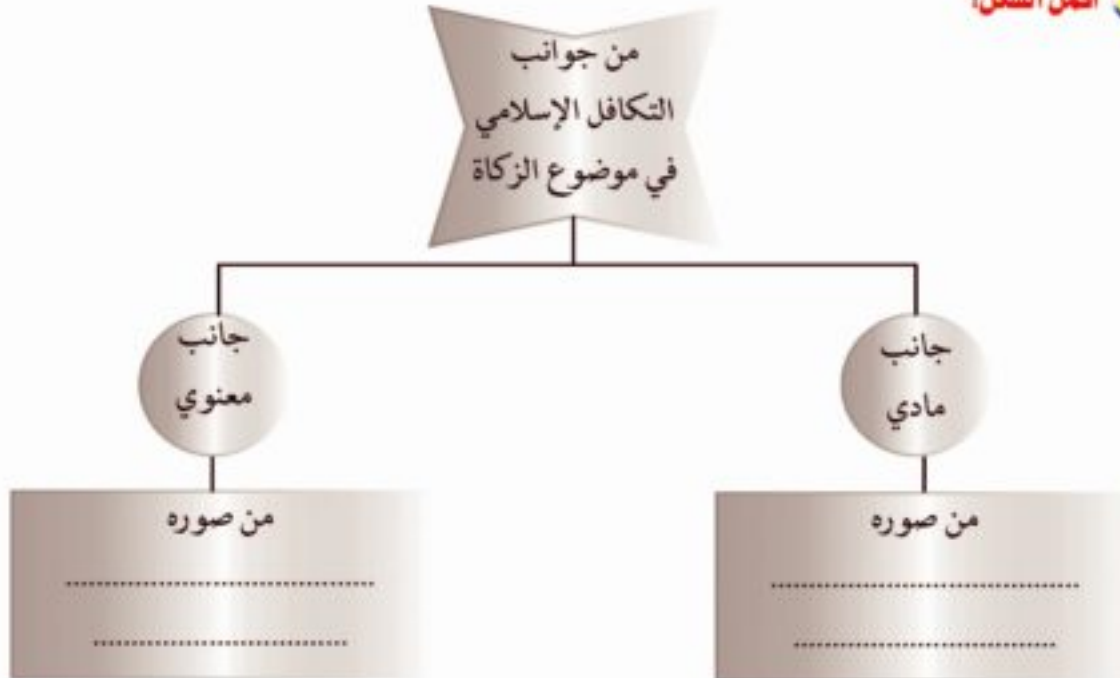 من جوانب
التكافل الإسلامي
في موضوع الزكاة
جانب
مادي
جانب
معنوي
من صوره
................................................
........................................
من صوره
................................................
........................................